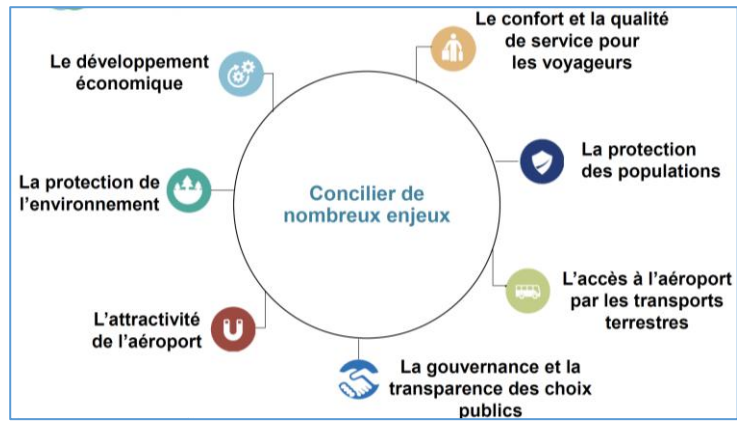 Le confort et la qualité
de service pour
les voyageurs
Le développement
économique
La protection
des populations
La protection de
l'environnement
Concilier de
nombreux enjeux
L'accès à l'aéroport
par les transports
terrestres
L'attractivité
de l'aéroport
La gouvernance et la
transparence des choix
publics